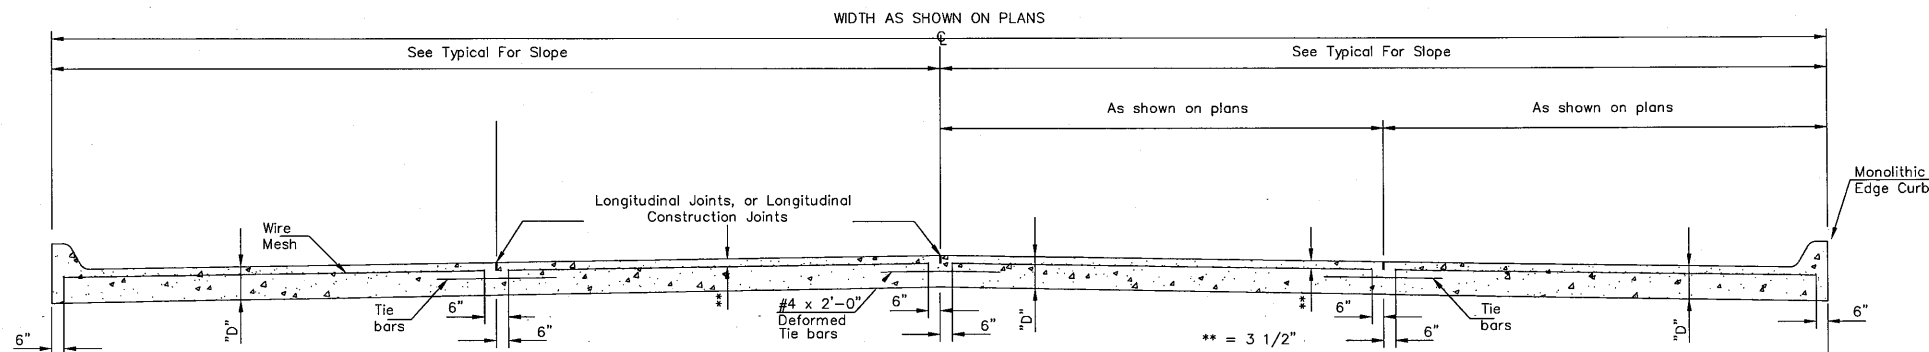 WIDTH AS SHOWN ON PLANS
℄
See Typical For Slope
See Typical For Slope
As shown on plans
As shown on plans
Monolithic
Edge Curb
Longitudinal Joints, or Longitudinal
Construction Joints
Wire
Mesh
Tie
bars
#4 x 2'-0"
Deformed
Tie bars
Tie
bars
6"
"D"
6"
6"
**
6"
6"
"D"
**
6"
6"
"D"
6"
** = 3 1/2"